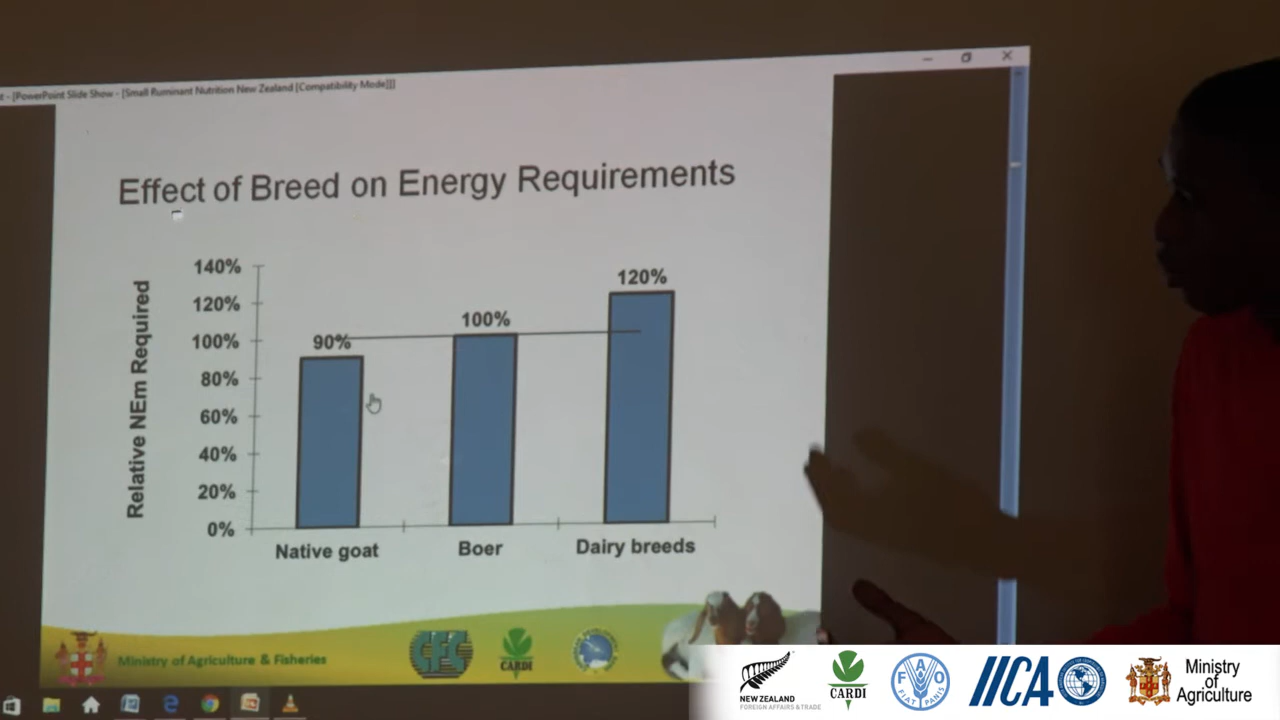 t - [PowerPoint Slide Show - [Small Ruminant Nutrition New Zealand [Compatibility Mode]]]
Effect of Breed on Energy Requirements
Relative NEm Required
140%
120%
100%
80%
60%
40%
20%
0%
90%
100%
120%
Native goat
Boer
Dairy breeds
Ministry of Agriculture & Fisheries
CFC
CARDI
NEW ZEALAND
FOREIGN AFFAIRS & TRADE
CARDI
FAO
FIAT PANIS
IICA
Ministry
of
Agriculture